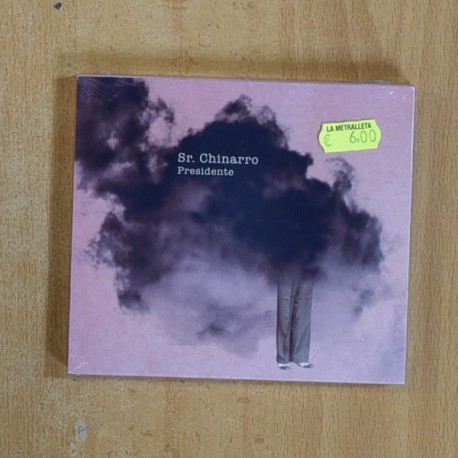 LA METRALLETA
€ 6.00
Sr. Chinarro
Presidente